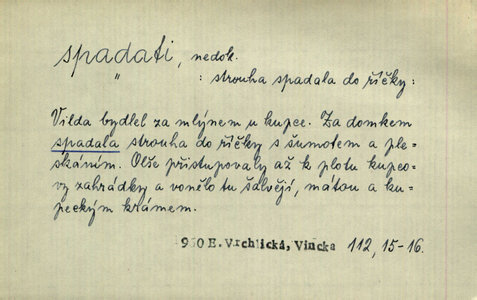 spadati, nedok.
" : strouha spadala do říčky:
Vilda bydlel za mlýnem u kupce. Za domkem
spadala strouha do říčky s šumotem a ple-
skáním. Olše přistupovaly až k plotu kupco-
vy zahrádky a vonělo tu šalvějí, mátou a ku-
peckým krámem.
950 E. Vrchlická, Vincka 112, 15-16.